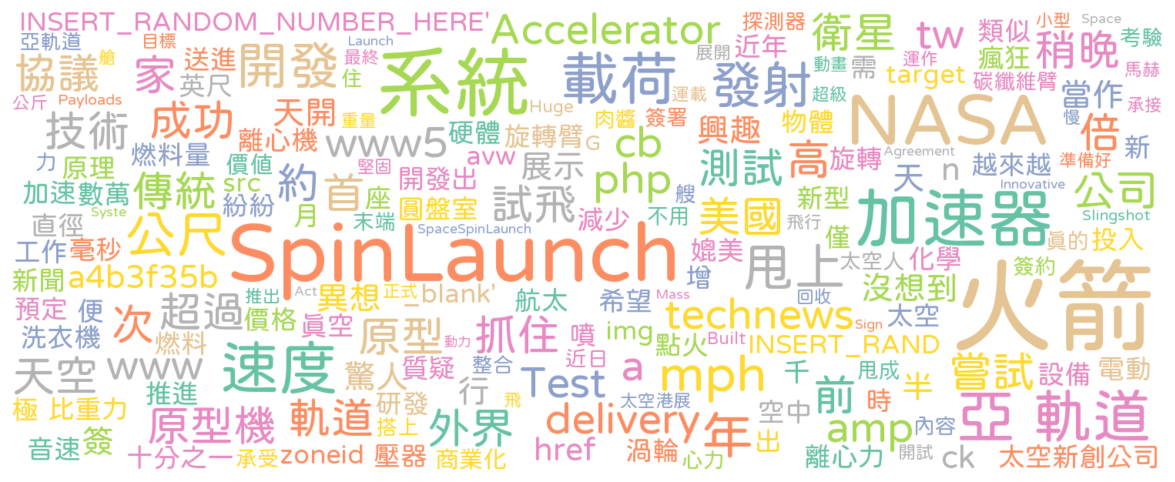 INSERT_RANDOM_NUMBER_HERE'
Accelerator
探測器
衛星
tw
類似
小型
Space
亞軌道
目標
送進
開發
系統
Launch
載荷
發射
近年
展開
動畫
需
運作
瘋狂
稍晚
考驗
協議
艙
家
英尺
最終
住
運載
超級
target
碳纖維臂
馬赫
公斤
Payloads
成功
天開
重量
Huge
肉醬
簽署
興趣
物體
NASA
當作
倍
承接
慢
技術
離心機
www5
硬體
旋轉臂
G
cb
Agreement
準備好
新
力
原理
燃料量
價值
堅固
avw
展示
測試
高
旋轉
天
n
越來越
加速數萬
傳統
src
約
首
座
開發出
試飛
艘
php
美國
新型
加速器
Innovative
公司
直徑
Syste
紛紛
月
末端
圓盤室
減少
不用
僅
飛行
Slingshot
工作
毫秒
公尺
SpinLaunch
SpaceSpinLaunch
媲美
甩上
太空人
化學
真的
投入
新聞
a4b3f35b
增
沒想到
簽約
火箭
預定
便
次
超過
推出
價格
Act
異想
正式
_blank'
航太
希望
Mass
回收
technews
Sign
太空
洗衣機
燃料
真空
原型
動力
抓住
噴
img
點火
Built
INSERT_RAND
天空
www
速度
驚人
質疑
整合
近日
a
mph
千
甩成
半
嘗試
設備
電動
推進
行
Test
太空港展
前
時
極
比重力
原型機
軌道
研發
搭上
飛
外界
delivery
年
空中
出
amp
內容
亞
軌道
音速
簽
十分之一
承受
zoneid
壓器
商業化
href
渦輪
心力
離心力
開試
ck
太空新創公司